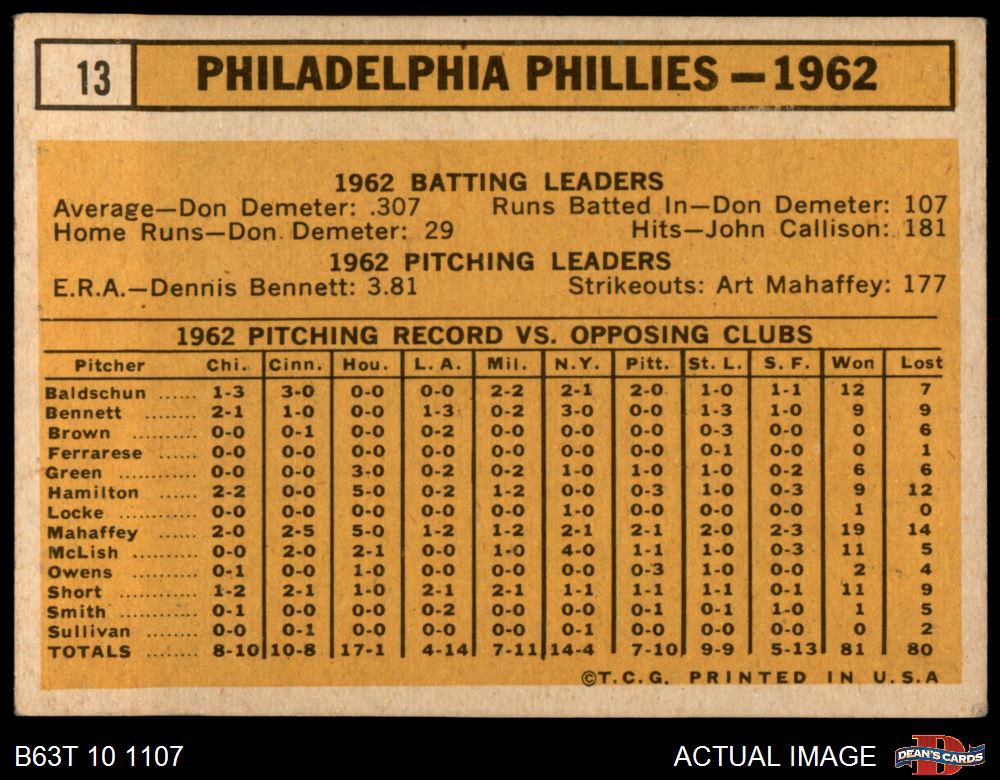 13 PHILADELPHIA PHILLIES — 1962
1962 BATTING LEADERS
Average—Don Demeter: .307 Runs Batted In—Don Demeter: 107
Home Runs—Don Demeter: 29 Hits—John Callison: 181
1962 PITCHING LEADERS
E.R.A.—Dennis Bennett: 3.81 Strikeouts: Art Mahaffey: 177
1962 PITCHING RECORD VS. OPPOSING CLUBS
Pitcher Chi. Cinn. Hou. L. A. Mil. N.Y. Pitt. St. L. S. F. Won Lost
Baldschun ...... 1-3 3-0 0-0 0-0 2-2 2-1 2-0 1-0 1-1 12 7
Bennett ........ 2-1 1-0 0-0 1-3 0-2 3-0 0-0 1-3 1-0 9 9
Brown .......... 0-0 0-1 0-0 0-2 0-0 0-0 0-0 0-3 0-0 0 6
Ferrarese ...... 0-0 0-0 0-0 0-0 0-0 0-0 0-0 0-1 0-0 0 1
Green .......... 0-0 0-0 3-0 0-2 0-2 1-0 1-0 1-0 0-2 6 6
Hamilton ...... 2-2 0-0 5-0 0-2 1-2 0-0 0-3 1-0 0-3 9 12
Locke ............ 0-0 0-0 0-0 0-0 0-0 1-0 0-0 0-0 0-0 1 0
Mahaffey ...... 2-0 2-5 5-0 1-2 1-2 2-1 2-1 2-0 2-3 19 14
McLish .......... 0-0 2-0 2-1 0-0 1-0 4-0 1-1 1-0 0-3 11 5
Owens .......... 0-1 0-0 1-0 0-0 0-0 0-0 0-3 1-0 0-0 2 4
Short ............ 1-2 2-1 1-0 2-1 2-1 1-1 1-1 1-1 0-1 11 9
Smith ............ 0-1 0-0 0-0 0-2 0-0 0-0 0-1 0-1 1-0 1 5
Sullivan ........ 0-0 0-1 0-0 0-0 0-0 0-1 0-0 0-0 0-0 0 2
TOTALS ........ 8-10 10-8 17-1 4-14 7-11 14-4 7-10 9-9 5-13 81 80
©T.C.G. PRINTED IN U.S.A
B63T 10 1107 ACTUAL IMAGE D DEAN'S CARDS